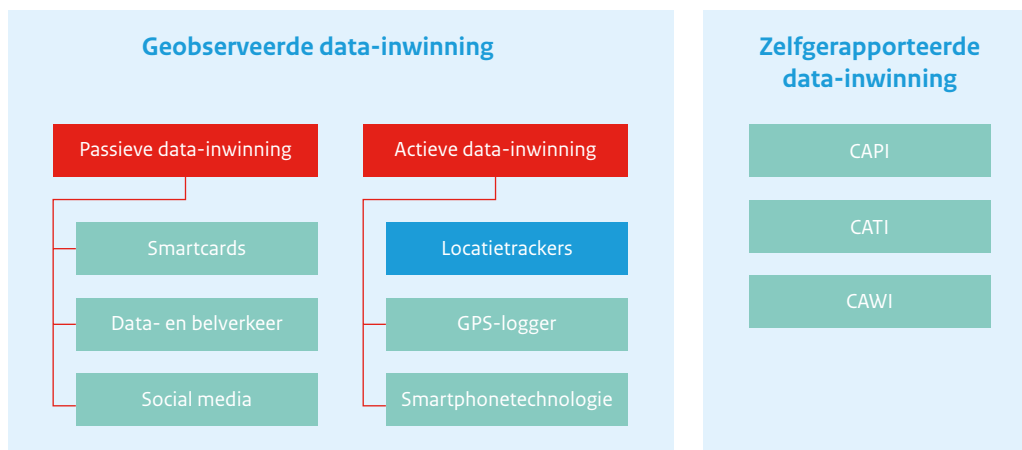 Geobserveerde data-inwinning
Passieve data-inwinning
Smartcards
Data- en belverkeer
Social media
Actieve data-inwinning
Locatietrackers
GPS-logger
Smartphonetechnologie
Zelfgerapporteerde
data-inwinning
CAPI
CATI
CAWI